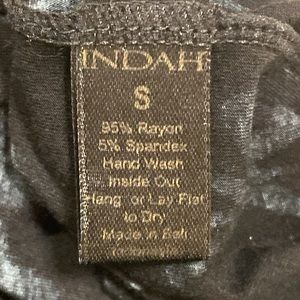 INDAH
S
95% Rayon
5% Spandex
Hand Wash
Inside Out
Hang or Lay Flat
to Dry
Made in Bali